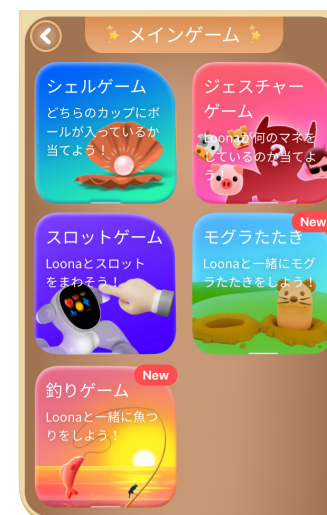 メインゲーム
シェルゲーム
どちらのカップにボ
ールが入っているか
当てよう！
ジェスチャー
ゲーム
Loonaが何のマネを
しているのか当てよ
う！
スロットゲーム
Loonaとスロット
をまわそう！
New
モグラたたき
Loonaと一緒にモグ
ラたたきをしよう！
New
釣りゲーム
Loonaと一緒に魚つ
りをしよう！